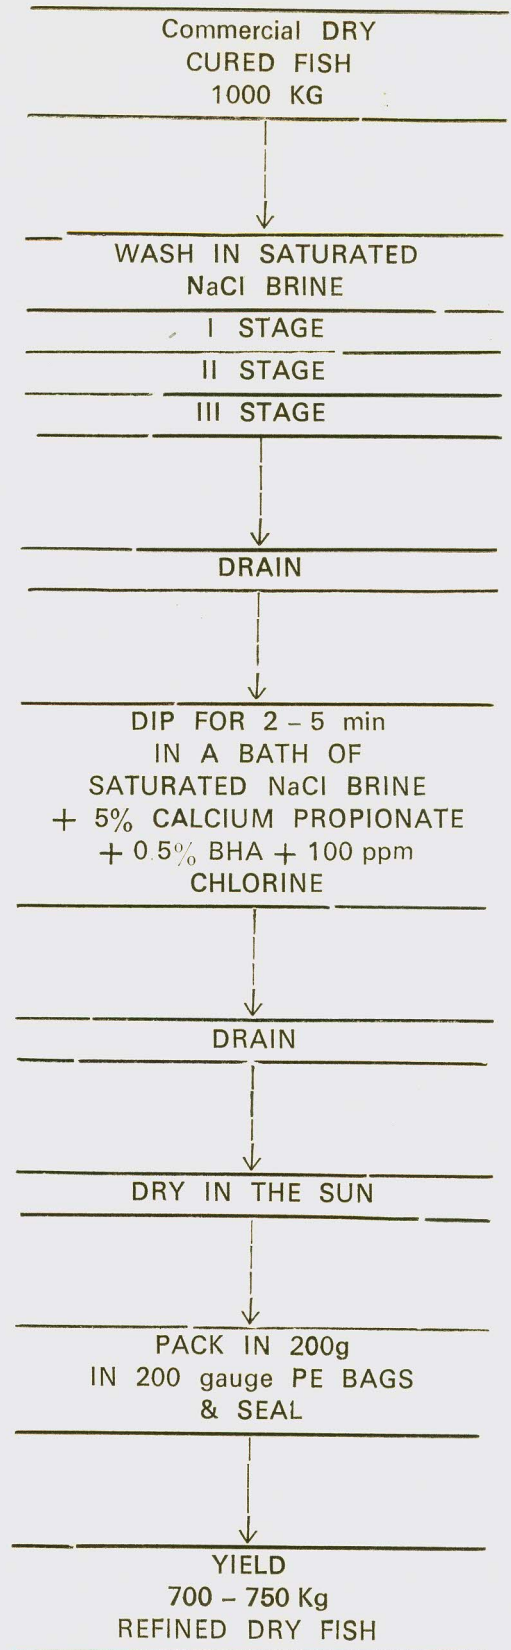 Commercial DRY
CURED FISH
1000 KG
WASH IN SATURATED
NaCl BRINE
I STAGE
II STAGE
III STAGE
DRAIN
DIP FOR 2 – 5 min
IN A BATH OF
SATURATED NaCl BRINE
+ 5% CALCIUM PROPIONATE
+ 0.5% BHA + 100 ppm
CHLORINE
DRAIN
DRY IN THE SUN
PACK IN 200g
IN 200 gauge PE BAGS
& SEAL
YIELD
700 – 750 Kg
REFINED DRY FISH